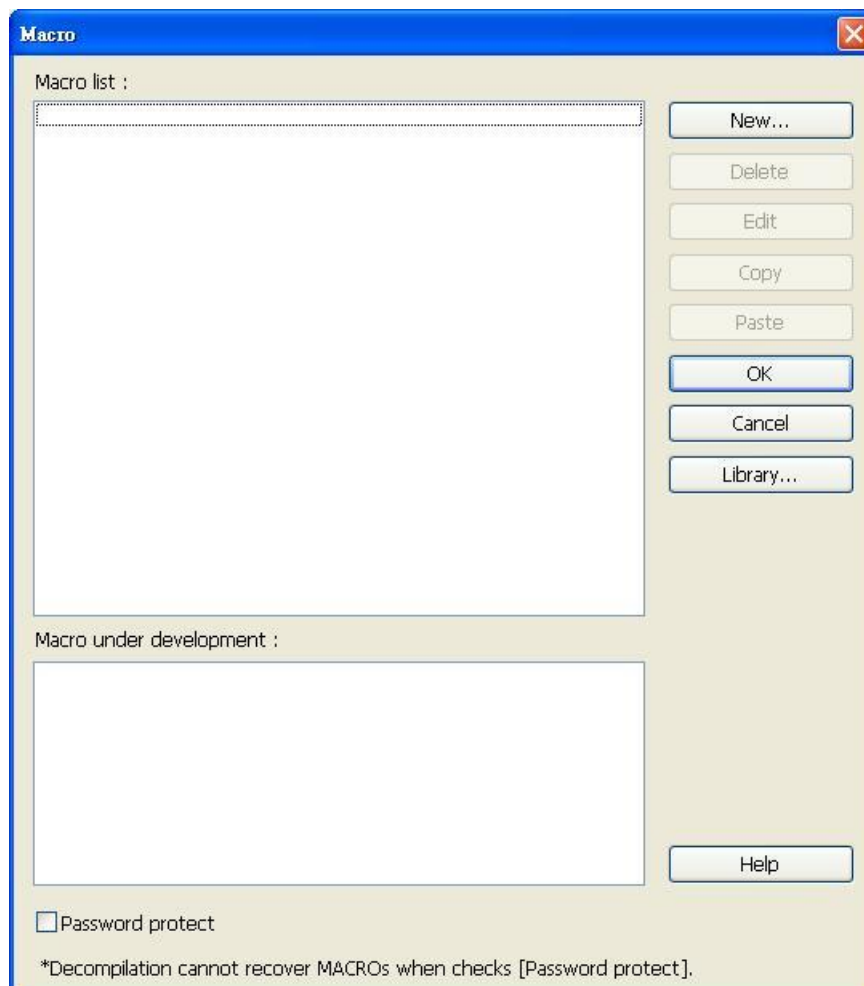 Macro
Macro list :
New...
Delete
Edit
Copy
Paste
OK
Cancel
Library...
Macro under development :
Help
Password protect
*Decompilation cannot recover MACROs when checks [Password protect].